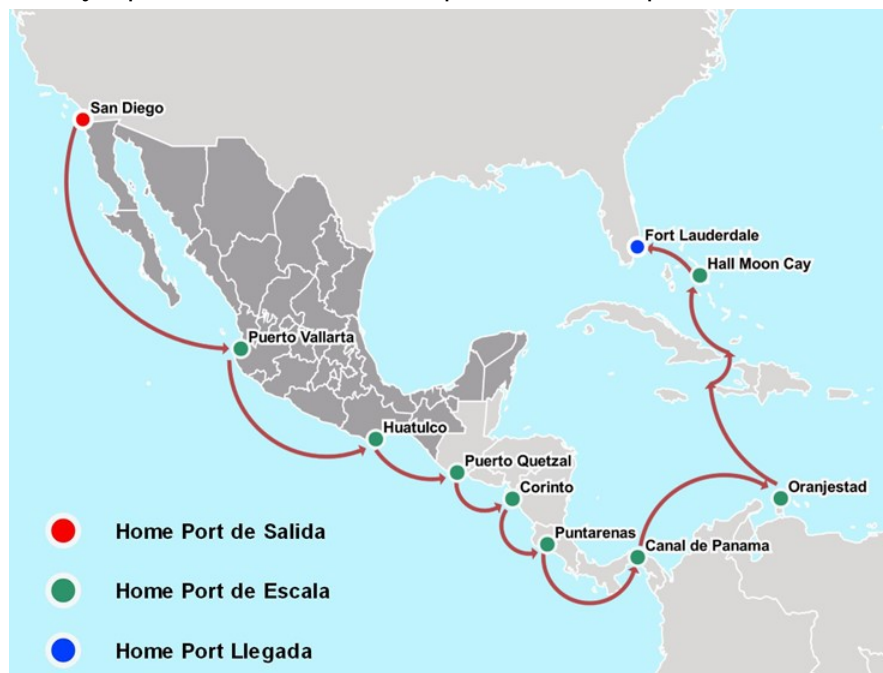 San Diego
Fort Lauderdale
Hall Moon Cay
Puerto Vallarta
Huatulco
Puerto Quetzal
Corinto
Oranjestad
Puntarenas
Canal de Panama
Home Port de Salida
Home Port de Escala
Home Port Llegada